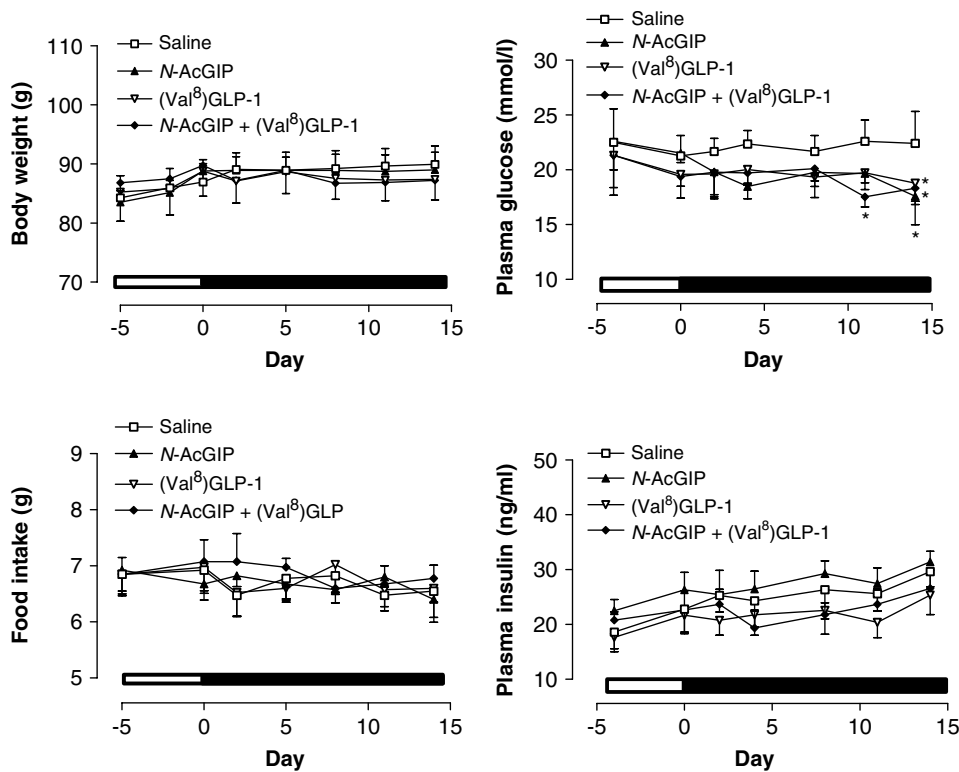 Saline
N-AcGIP
(Val⁸)GLP-1
N-AcGIP + (Val⁸)GLP-1
Body weight (g)
110
100
90
80
70
-5 0 5 10 15
Day
Saline
N-AcGIP
(Val⁸)GLP-1
N-AcGIP + (Val⁸)GLP-1
Plasma glucose (mmol/l)
30
25
20
15
10
*
*
*
*
-5 0 5 10 15
Day
Saline
N-AcGIP
(Val⁸)GLP-1
N-AcGIP + (Val⁸)GLP
Food intake (g)
9
8
7
6
5
-5 0 5 10 15
Day
Saline
N-AcGIP
(Val⁸)GLP-1
N-AcGIP + (Val⁸)GLP-1
Plasma insulin (ng/ml)
50
40
30
20
10
-5 0 5 10 15
Day